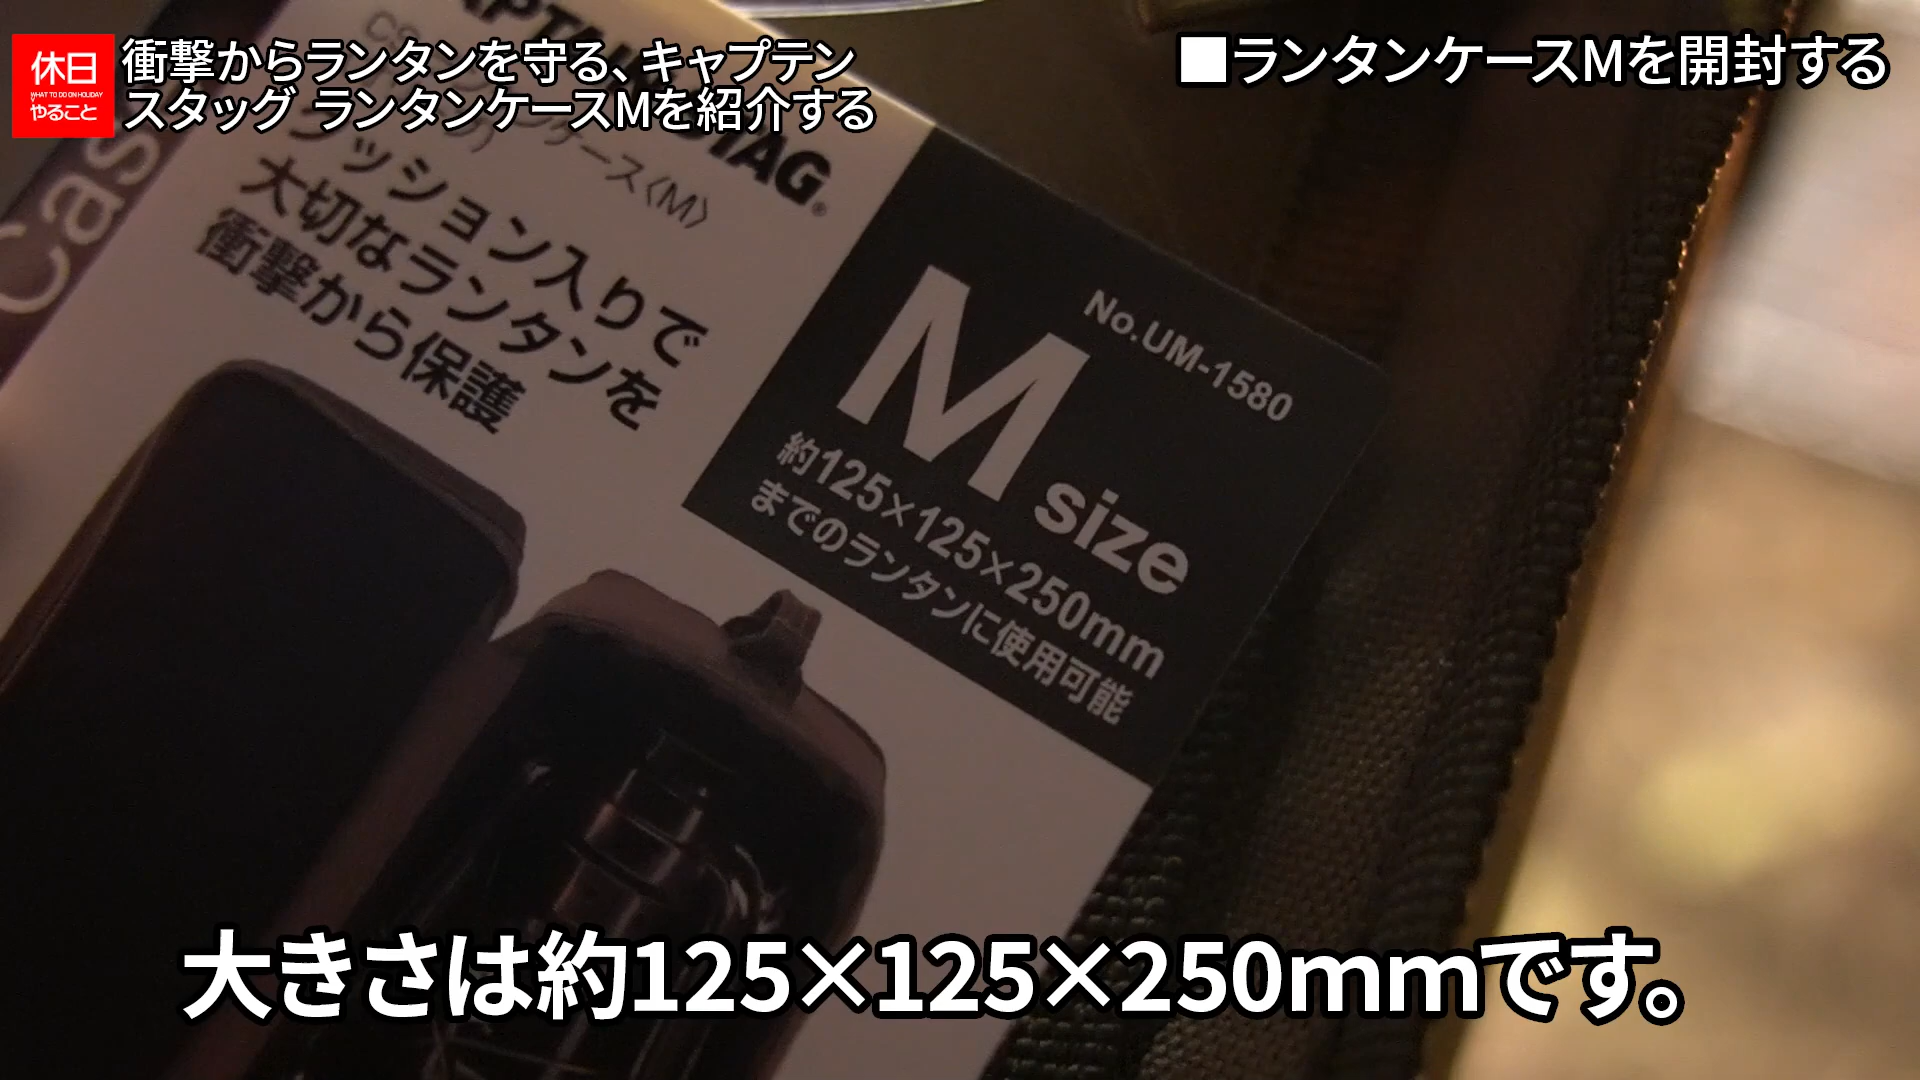 休日
WHAT TO DO ON HOLIDAY
やること
衝撃からランタンを守る、キャプテン
スタッグ ランタンケースMを紹介する
■ランタンケースMを開封する
Cas
DIAG®
ケース〈M〉
クッション入りで
大切なランタンを
衝撃から保護
No.UM-1580
M size
約125×125×250mm
までのランタンに使用可能
大きさは約125×125×250mmです。